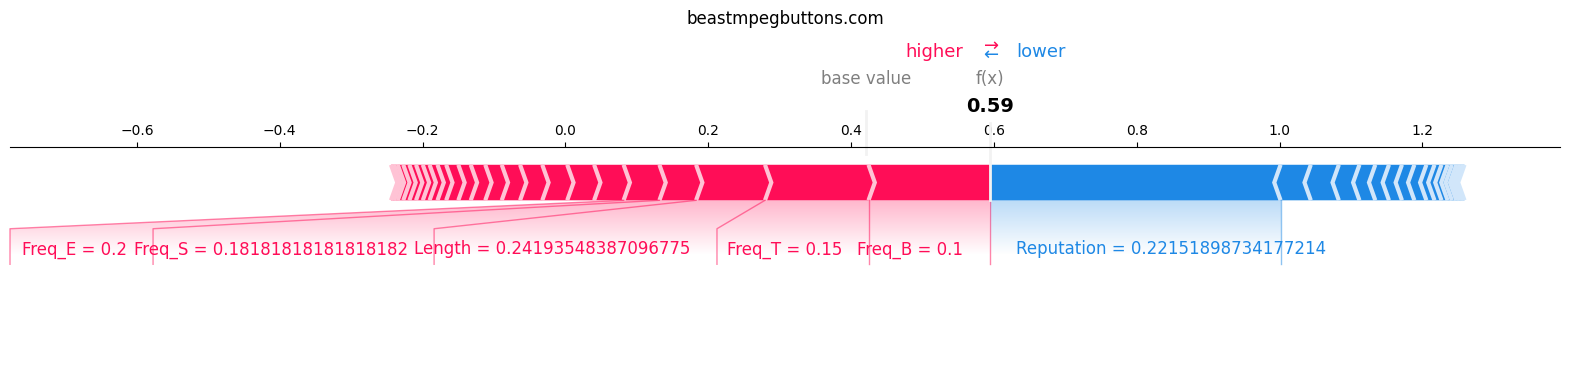 beastmpegbuttons.com
higher ⇄ lower
base value f(x)
0.59
−0.6 −0.4 −0.2 0.0 0.2 0.4 0.6 0.8 1.0 1.2
Freq_E = 0.2 Freq_S = 0.18181818181818182 Length = 0.24193548387096775 Freq_T = 0.15 Freq_B = 0.1 Reputation = 0.22151898734177214